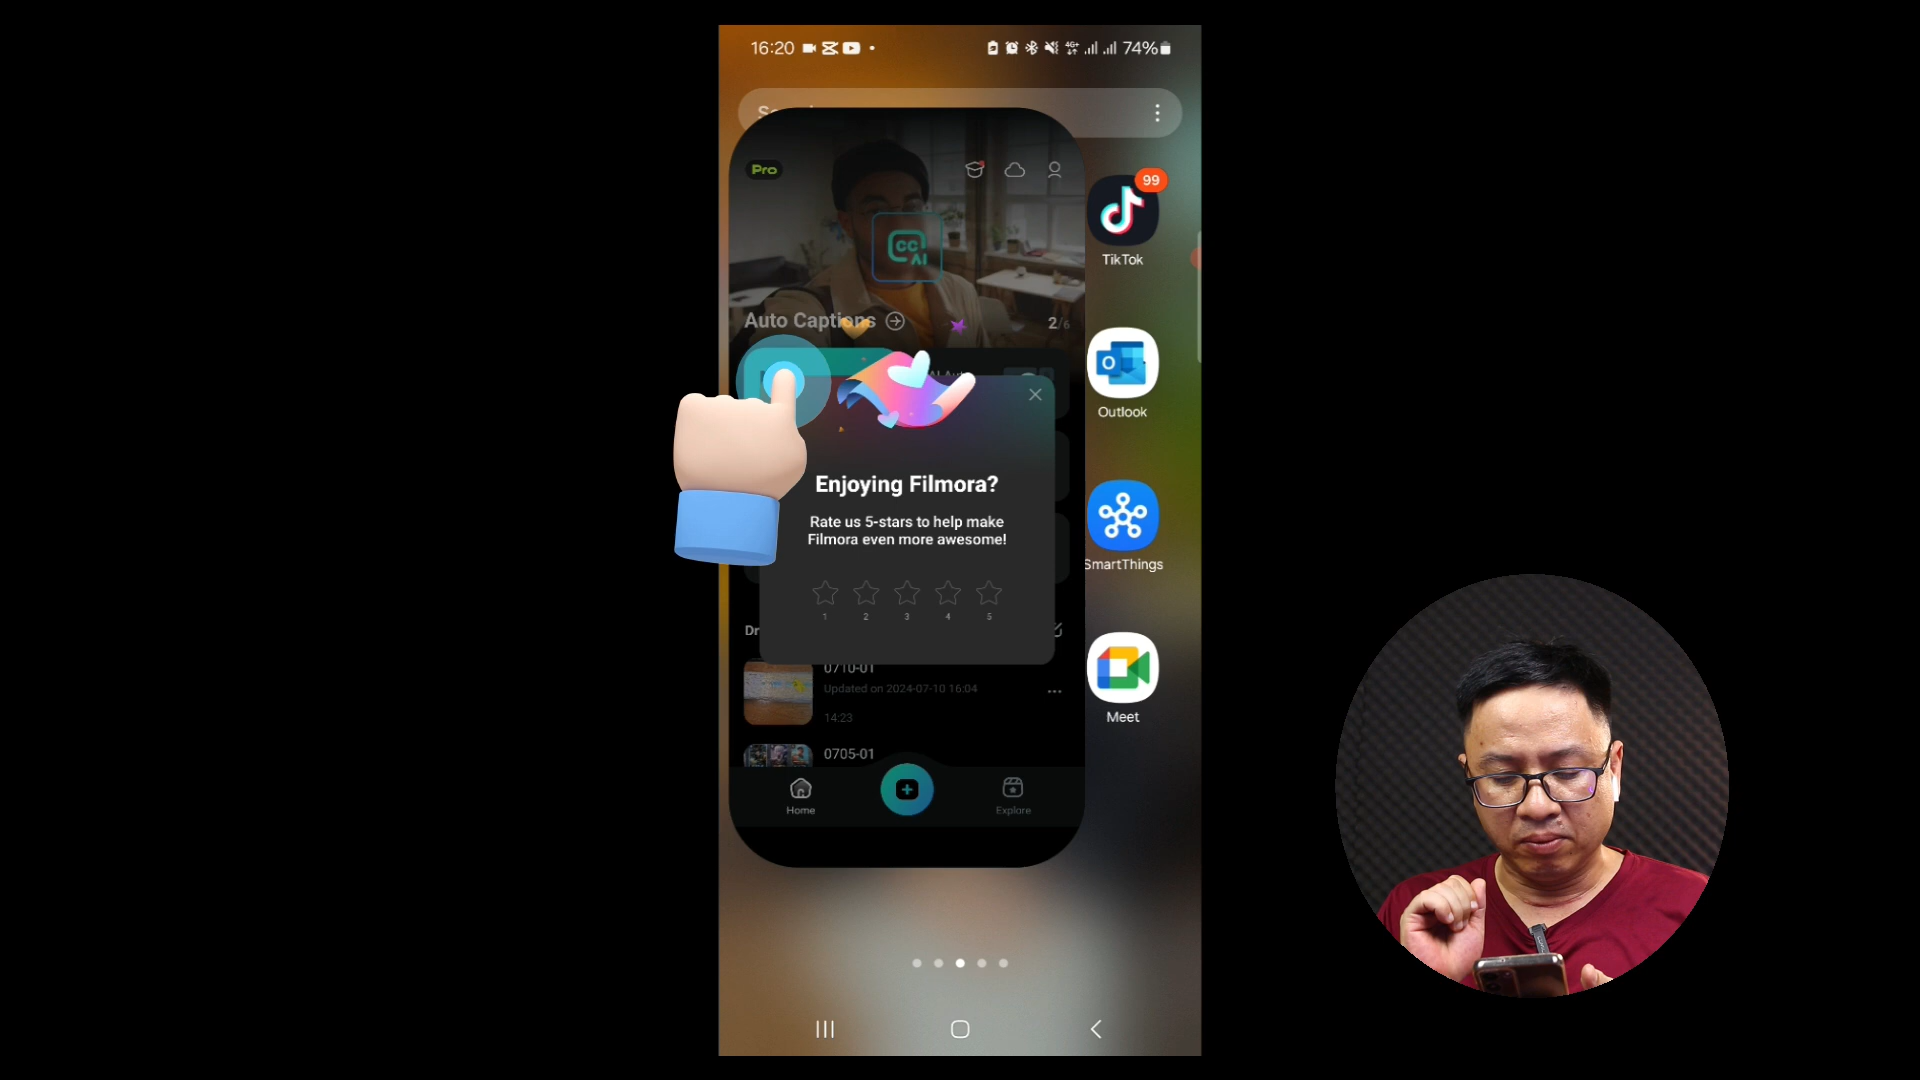 16:20
74%
Pro
CC
AI
Auto Captions
2/6
Enjoying Filmora?
Rate us 5-stars to help make
Filmora even more awesome!
1 2 3 4 5
0710-01
Updated on 2024-07-10 16:04
14:23
0705-01
Home
Explore
99
TikTok
Outlook
SmartThings
Meet